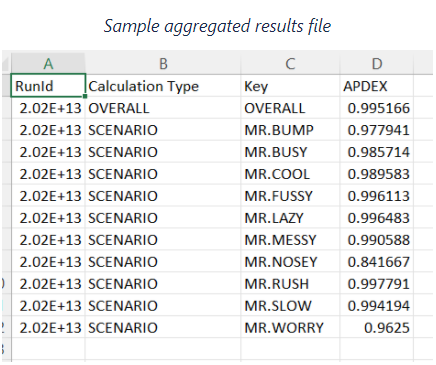 Sample aggregated results file
A B C D
RunId Calculation Type Key APDEX
2.02E+13 OVERALL OVERALL 0.995166
2.02E+13 SCENARIO MR.BUMP 0.977941
2.02E+13 SCENARIO MR.BUSY 0.985714
2.02E+13 SCENARIO MR.COOL 0.989583
2.02E+13 SCENARIO MR.FUSSY 0.996113
2.02E+13 SCENARIO MR.LAZY 0.996483
2.02E+13 SCENARIO MR.MESSY 0.990588
2.02E+13 SCENARIO MR.NOSEY 0.841667
2.02E+13 SCENARIO MR.RUSH 0.997791
2.02E+13 SCENARIO MR.SLOW 0.994194
2.02E+13 SCENARIO MR.WORRY 0.9625